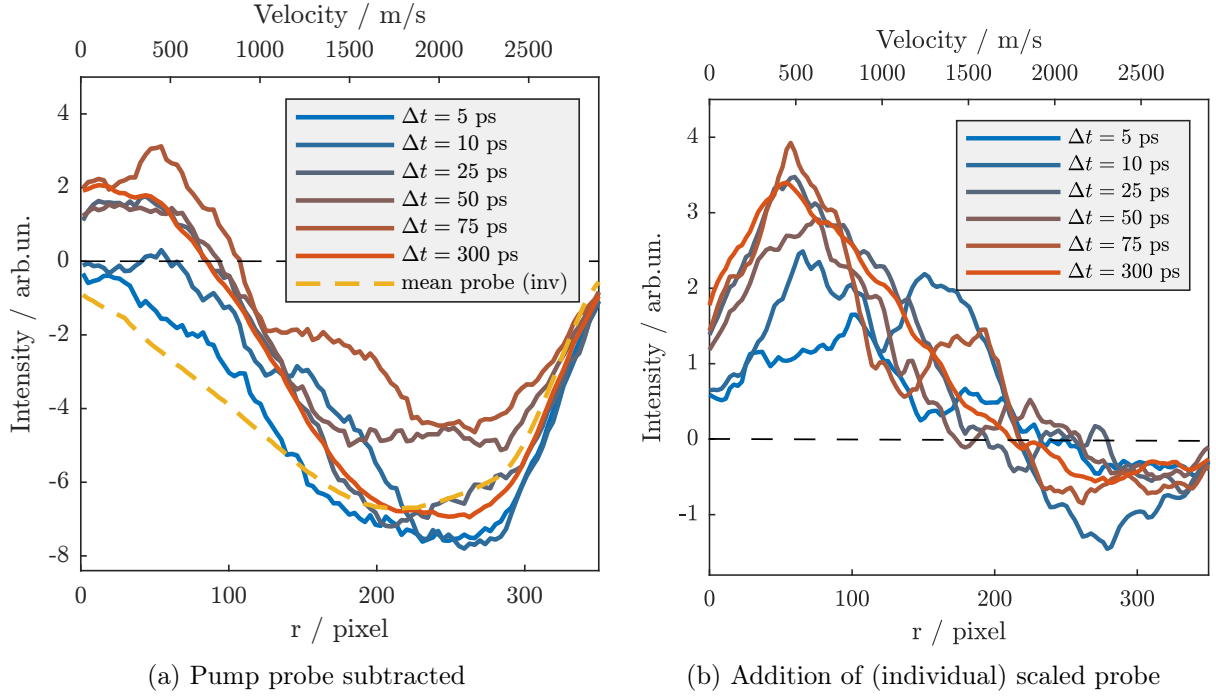 Velocity / m/s
0 500 1000 1500 2000 2500
4
2
0
-2
-4
-6
-8
Intensity / arb.un.
Δt = 5 ps
Δt = 10 ps
Δt = 25 ps
Δt = 50 ps
Δt = 75 ps
Δt = 300 ps
mean probe (inv)
0 100 200 300
r / pixel
(a) Pump probe subtracted
Velocity / m/s
0 500 1000 1500 2000 2500
4
3
2
1
0
-1
Intensity / arb.un.
Δt = 5 ps
Δt = 10 ps
Δt = 25 ps
Δt = 50 ps
Δt = 75 ps
Δt = 300 ps
0 100 200 300
r / pixel
(b) Addition of (individual) scaled probe